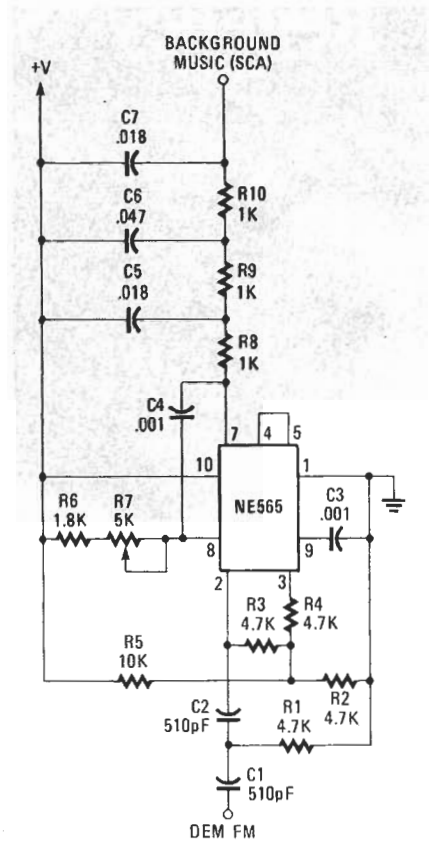 BACKGROUND
MUSIC (SCA)
+V
C7
.018
R10
1K
C6
.047
R9
1K
C5
.018
R8
1K
C4
.001
7
4
5
10
1
NE565
R6
1.8K
R7
5K
C3
.001
8
9
2
3
R3
4.7K
R4
4.7K
R5
10K
R2
4.7K
C2
510pF
R1
4.7K
C1
510pF
DEM FM